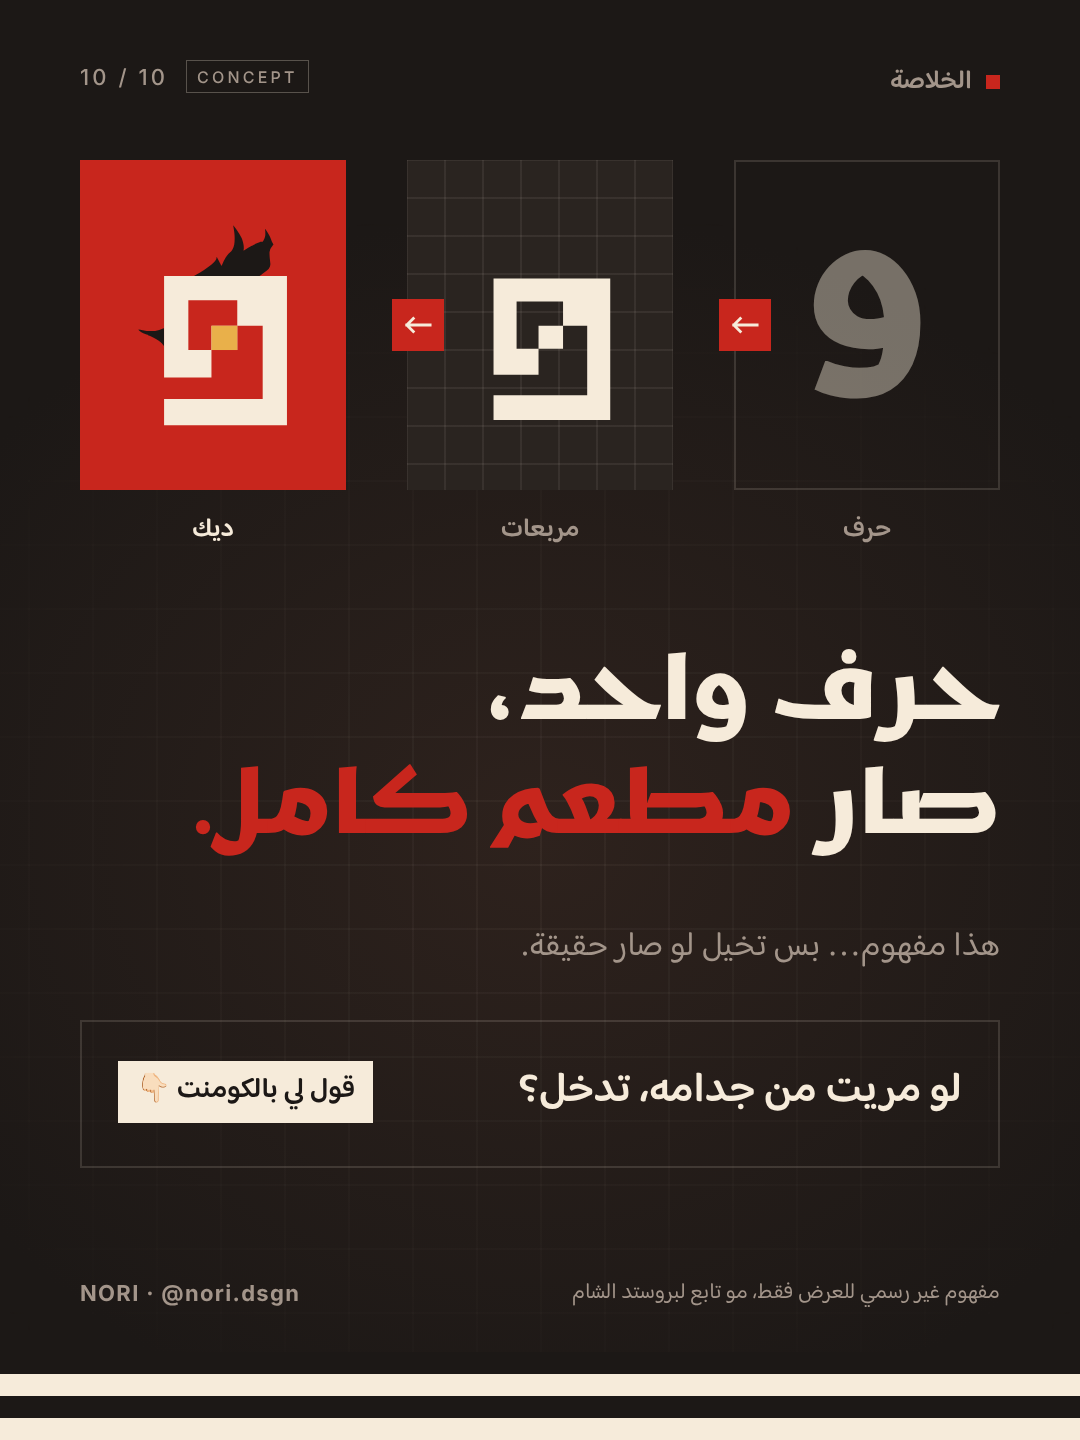 الخلاصة
10 / 10 CONCEPT
و
حرف
مربعات
ديك
حرف واحد،
صار مطعم كامل.
هذا مفهوم... بس تخيل لو صار حقيقة.
لو مريت من جدامه، تدخل؟
قول لي بالكومنت 👇🏻
مفهوم غير رسمي للعرض فقط، مو تابع لبروستد الشام
NORI · @nori.dsgn